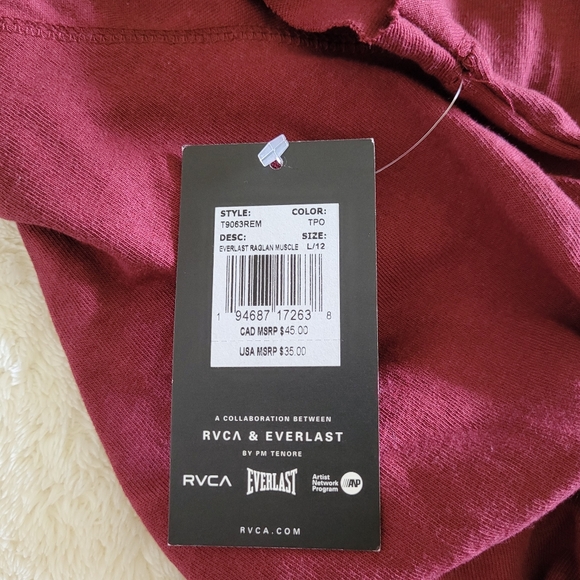 STYLE: COLOR:
T9063REM TPO
DESC: SIZE:
EVERLAST RAGLAN MUSCLE L/12
1 94687 17263 8
CAD MSRP $45.00
USA MSRP $35.00
A COLLABORATION BETWEEN
RVCA & EVERLAST
BY PM TENORE
RVCA EVERLAST Artist Network Program ANP
RVCA.COM